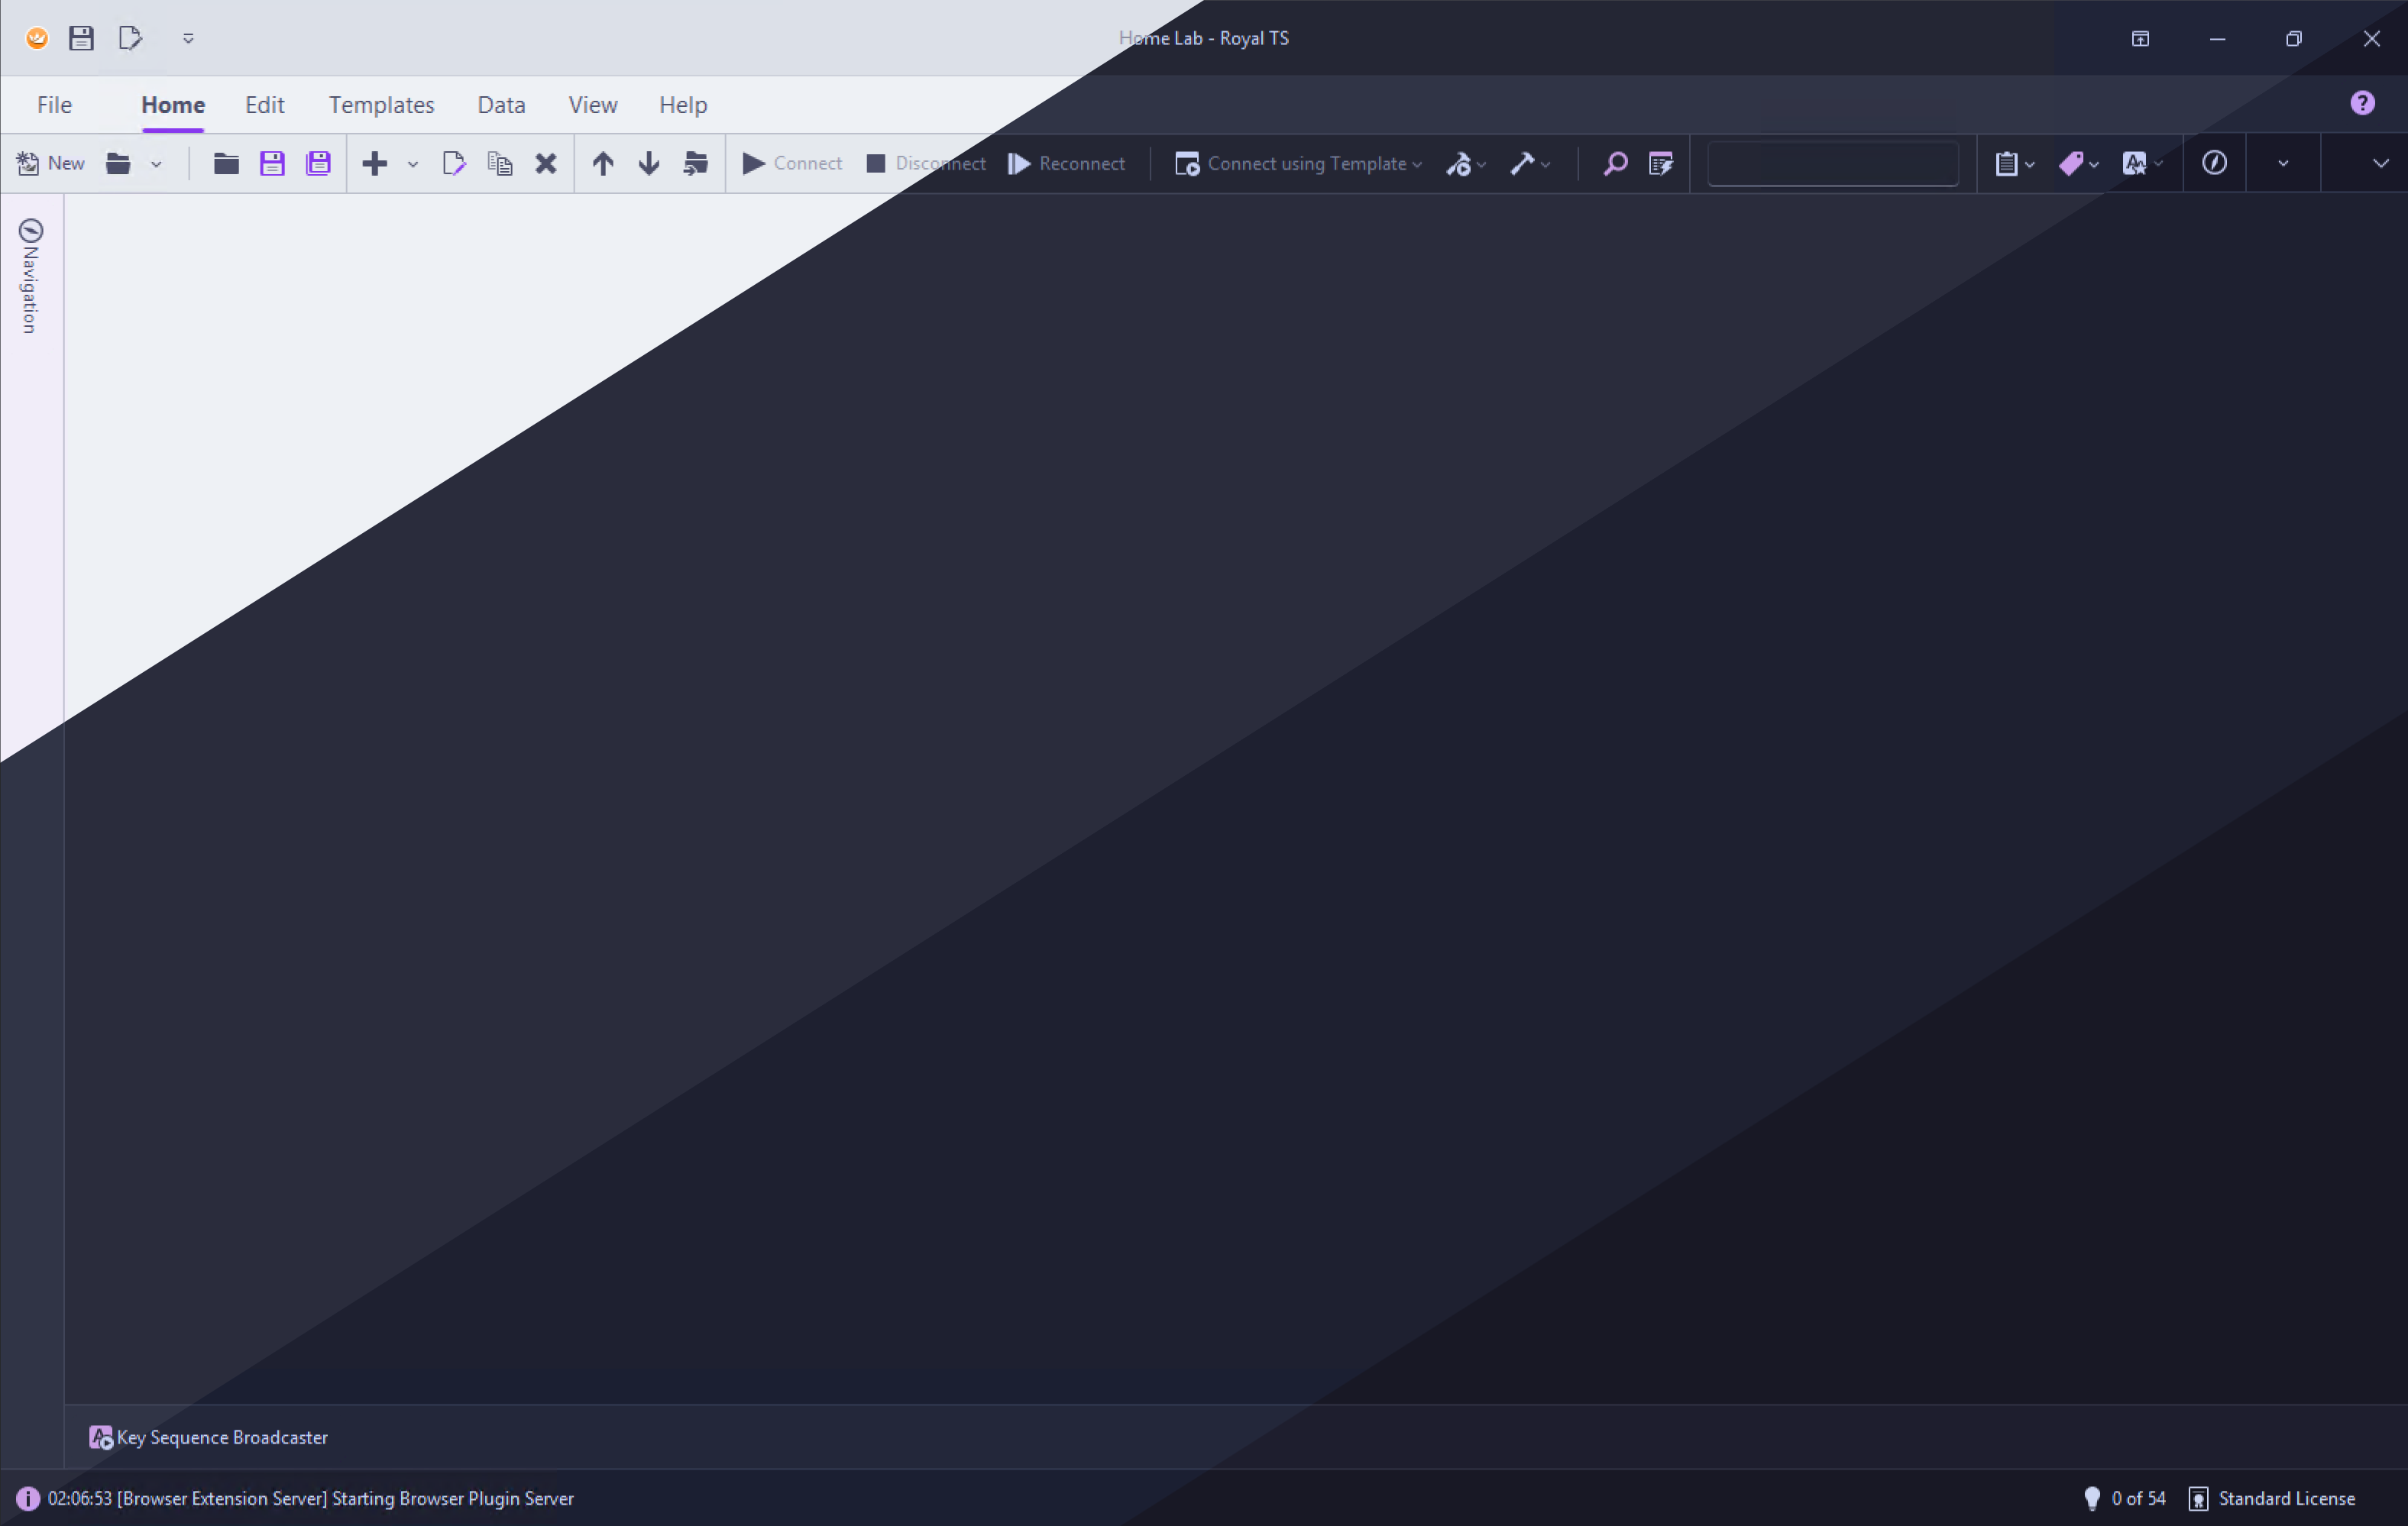 Home Lab - Royal TS
File Home Edit Templates Data View Help
New Connect Disconnect Reconnect Connect using Template
Navigation
Key Sequence Broadcaster
02:06:53 [Browser Extension Server] Starting Browser Plugin Server 0 of 54 Standard License